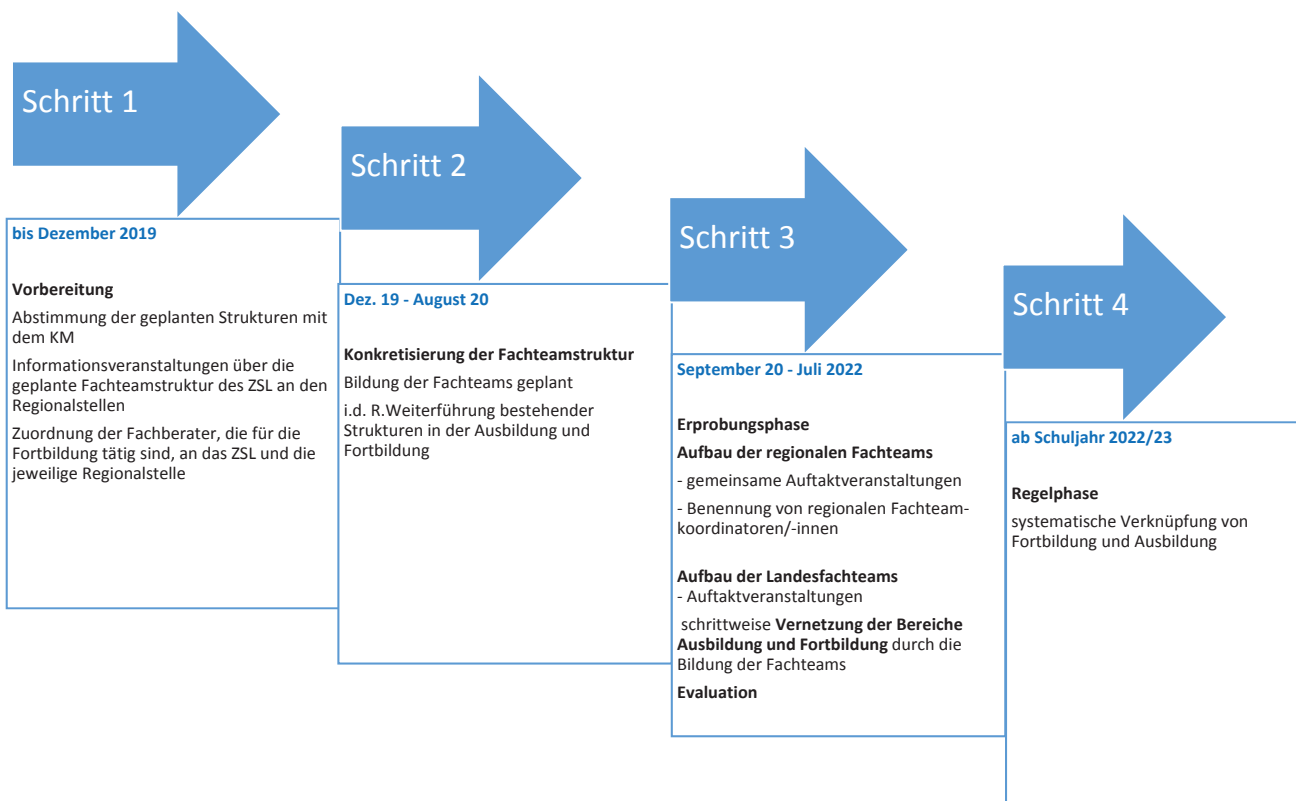 Schritt 1
bis Dezember 2019
Vorbereitung
Abstimmung der geplanten Strukturen mit
dem KM
Informationsveranstaltungen über die
geplante Fachteamstruktur des ZSL an den
Regionalstellen
Zuordnung der Fachberater, die für die
Fortbildung tätig sind, an das ZSL und die
jeweilige Regionalstelle
Schritt 2
Dez. 19 - August 20
Konkretisierung der Fachteamstruktur
Bildung der Fachteams geplant
i.d. R.Weiterführung bestehender
Strukturen in der Ausbildung und
Fortbildung
Schritt 3
September 20 - Juli 2022
Erprobungsphase
Aufbau der regionalen Fachteams
- gemeinsame Auftaktveranstaltungen
- Benennung von regionalen Fachteam-
koordinatoren/-innen
Aufbau der Landesfachteams
- Auftaktveranstaltungen
schrittweise Vernetzung der Bereiche
Ausbildung und Fortbildung durch die
Bildung der Fachteams
Evaluation
Schritt 4
ab Schuljahr 2022/23
Regelphase
systematische Verknüpfung von
Fortbildung und Ausbildung